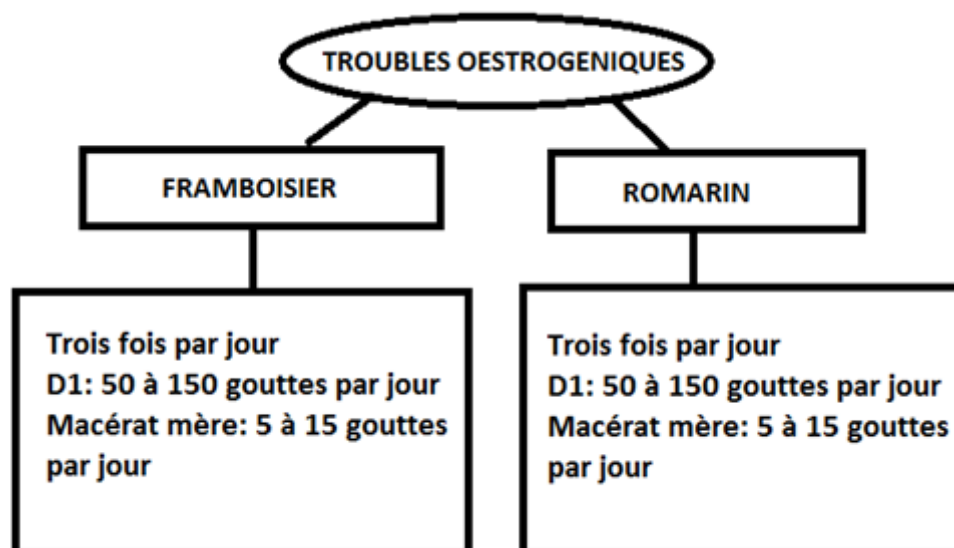 TROUBLES OESTROGENIQUES
FRAMBOISIER
ROMARIN
Trois fois par jour
D1: 50 à 150 gouttes par jour
Macérat mère: 5 à 15 gouttes
par jour
Trois fois par jour
D1: 50 à 150 gouttes par jour
Macérat mère: 5 à 15 gouttes
par jour